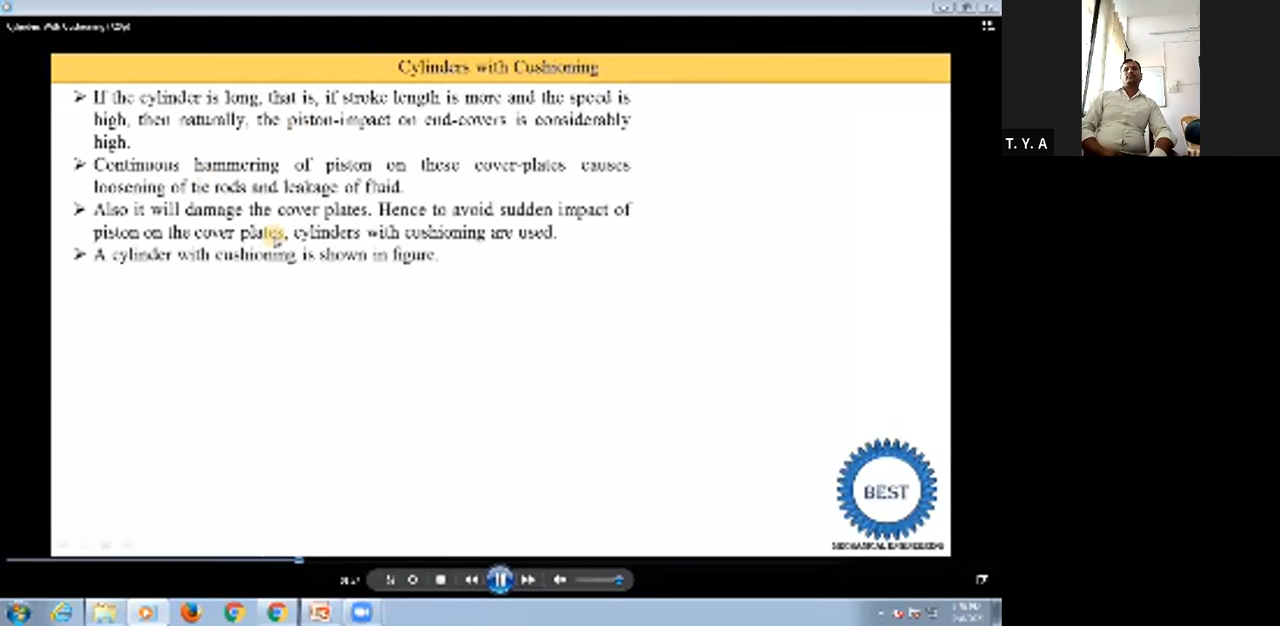 Cylinders with Cushioning
➤ If the cylinder is long, that is, if stroke length is more and the speed is
high, then naturally, the piston-impact on end-covers is considerably
high.
➤ Continuous hammering of piston on these cover-plates causes
loosening of tie rods and leakage of fluid.
➤ Also it will damage the cover plates. Hence to avoid sudden impact of
piston on the cover plates, cylinders with cushioning are used.
➤ A cylinder with cushioning is shown in figure.
BEST
MECHANICAL ENGINEERING
T. Y. A